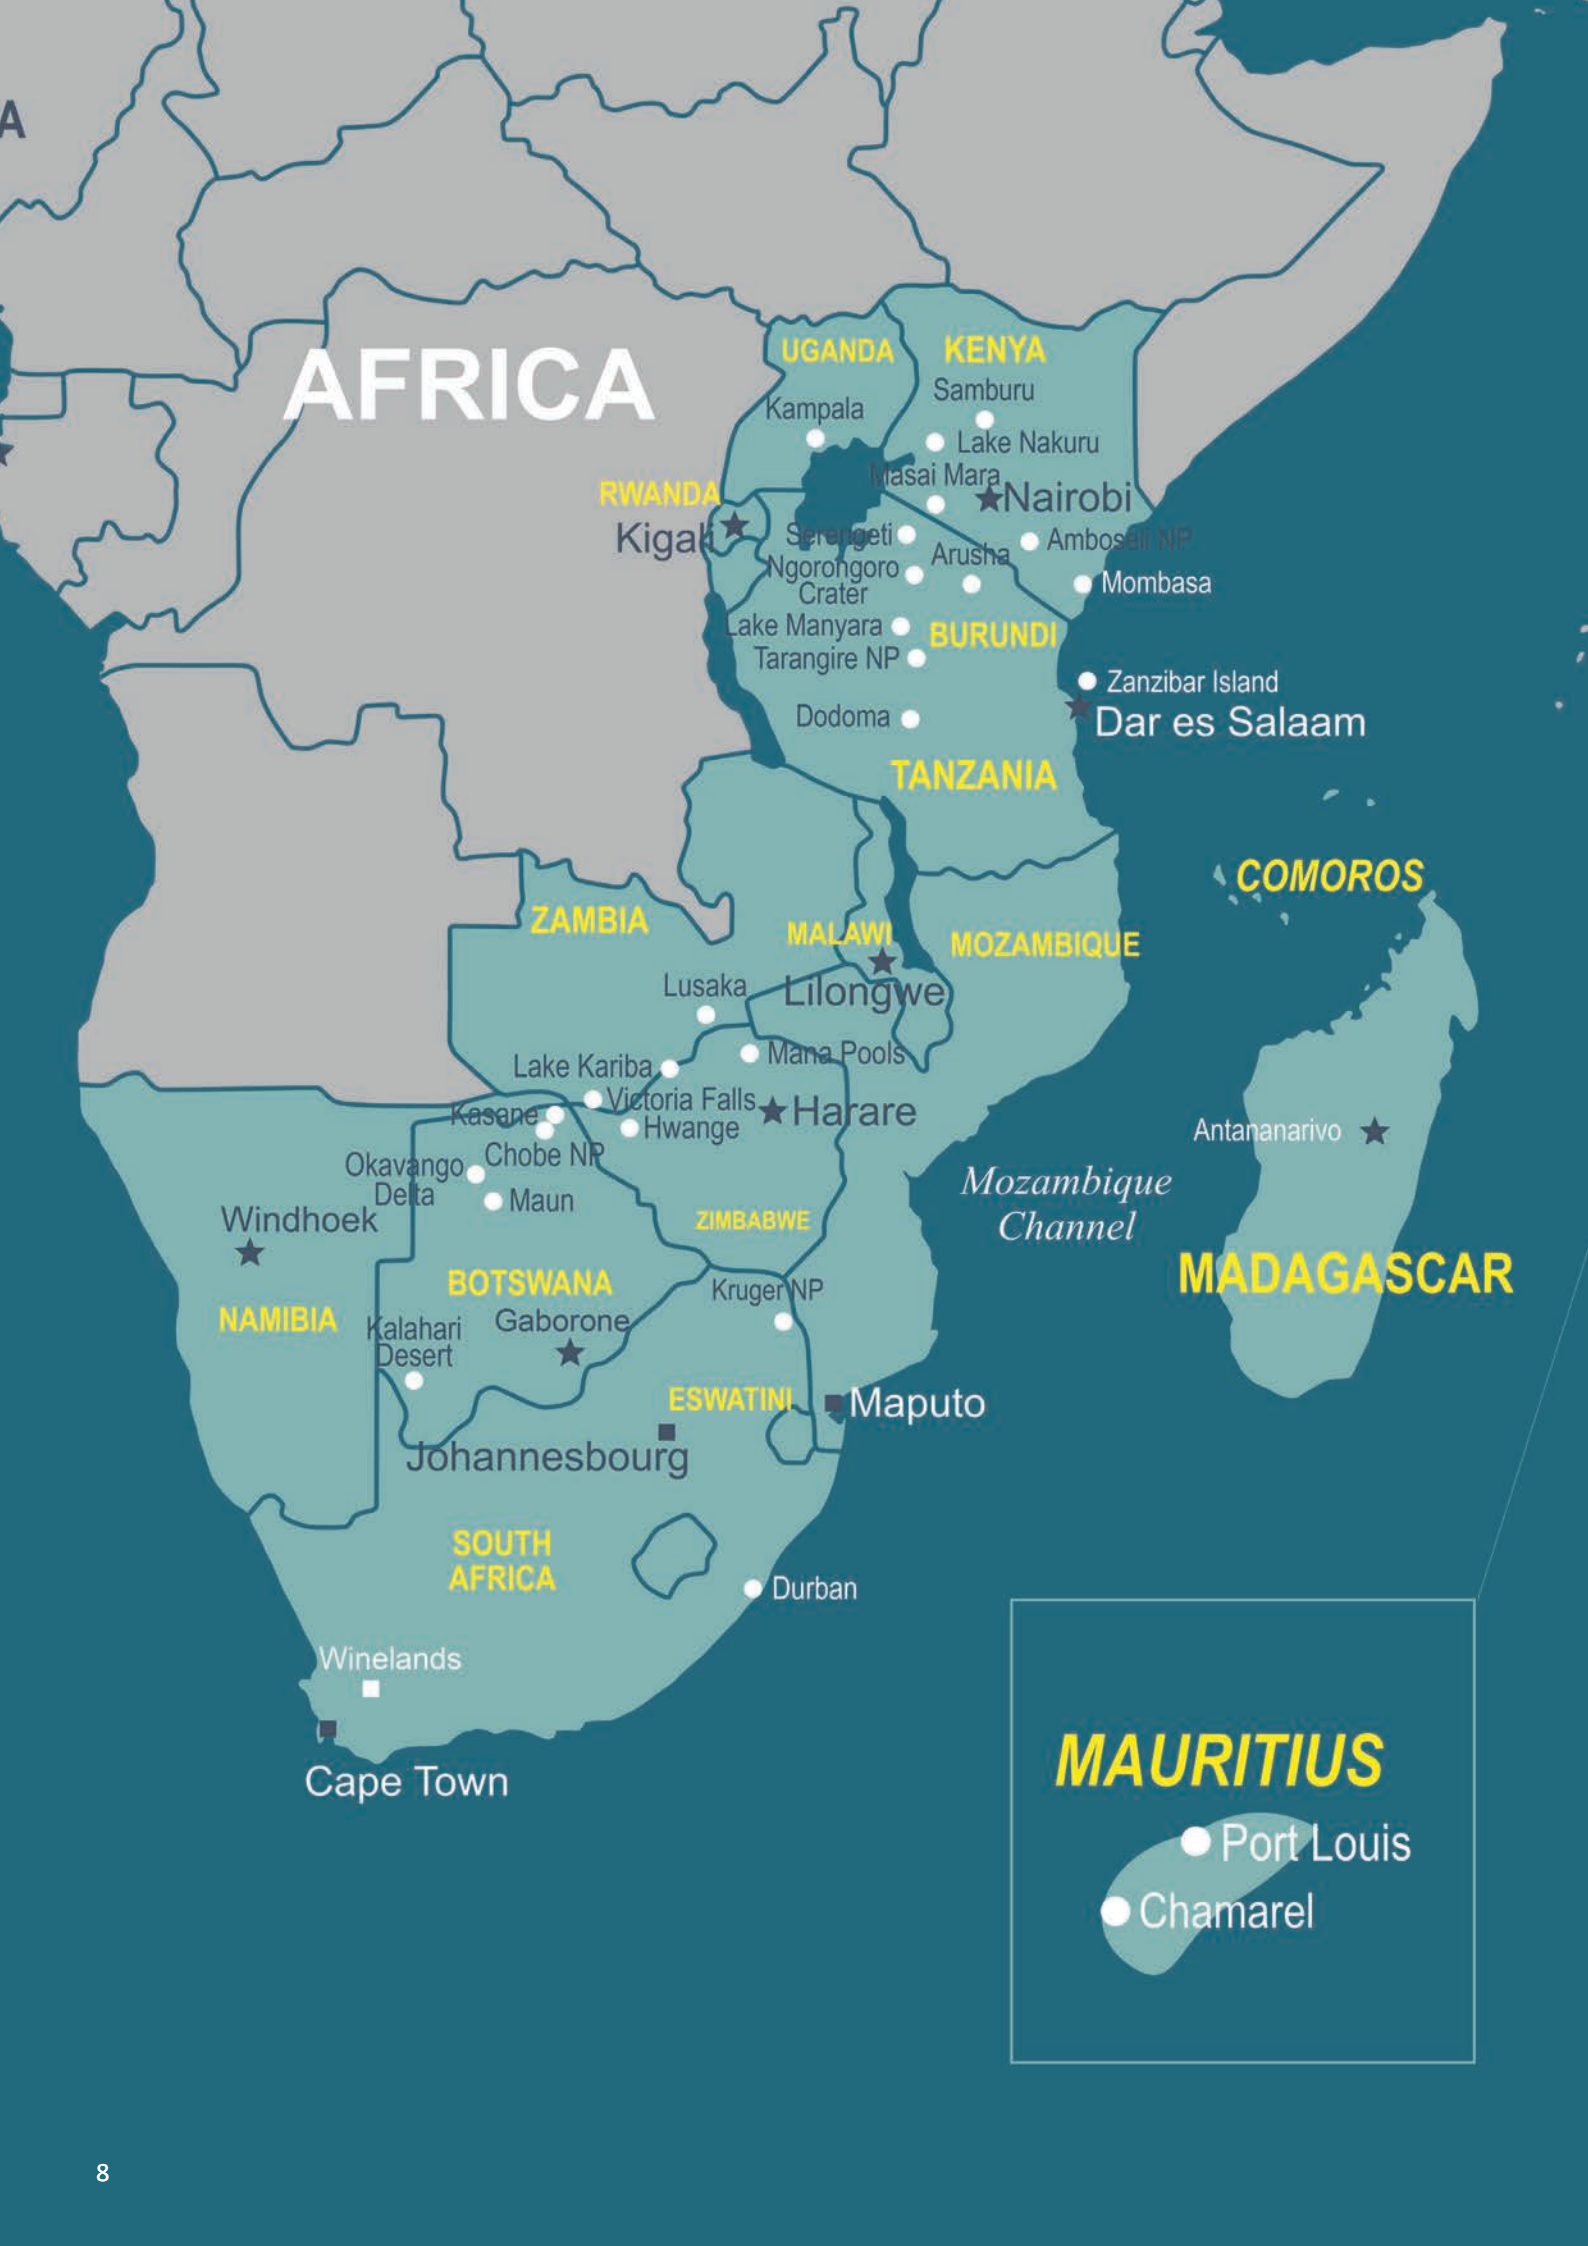 A
AFRICA
UGANDA
KENYA
Samburu
Kampala
Lake Nakuru
Masai Mara
RWANDA
Nairobi
Kigali
Serengeti
Amboseli NP
Arusha
Ngorongoro
Crater
Mombasa
Lake Manyara
BURUNDI
Tarangire NP
Zanzibar Island
Dodoma
Dar es Salaam
TANZANIA
COMOROS
ZAMBIA
MALAWI
MOZAMBIQUE
Lusaka
Lilongwe
Mana Pools
Lake Kariba
Victoria Falls
Kasane
Harare
Hwange
Antananarivo
Chobe NP
Okavango
Delta
Maun
Mozambique
Channel
Windhoek
ZIMBABWE
MADAGASCAR
BOTSWANA
Kruger NP
NAMIBIA
Kalahari
Desert
Gaborone
ESWATINI
Maputo
Johannesbourg
SOUTH
AFRICA
Durban
Winelands
Cape Town
MAURITIUS
Port Louis
Chamarel
8